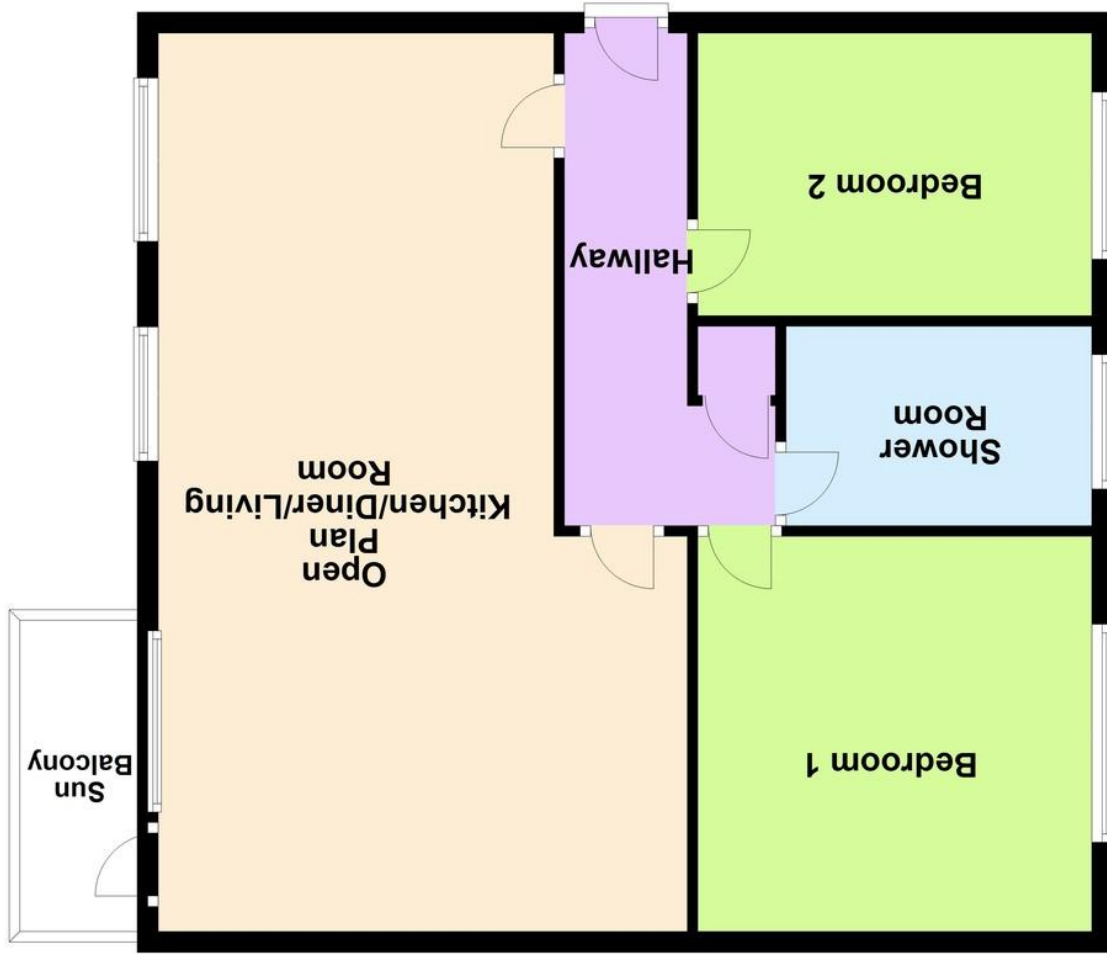 Bedroom 1
Sun
Balcony
Open
Plan
Kitchen/Diner/Living
Room
Shower
Room
Hallway
Bedroom 2